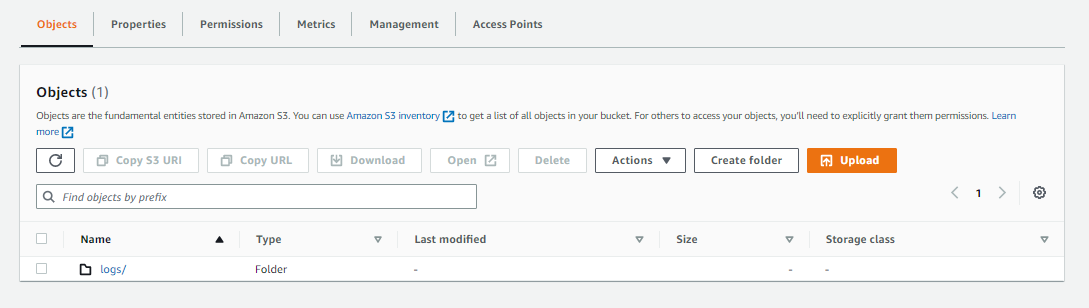 Objects Properties Permissions Metrics Management Access Points
Objects (1)
Objects are the fundamental entities stored in Amazon S3. You can use Amazon S3 inventory to get a list of all objects in your bucket. For others to access your objects, you'll need to explicitly grant them permissions. Learn
more
Copy S3 URI Copy URL Download Open Delete Actions Create folder Upload
Find objects by prefix 1
Name Type Last modified Size Storage class
logs/ Folder - - -